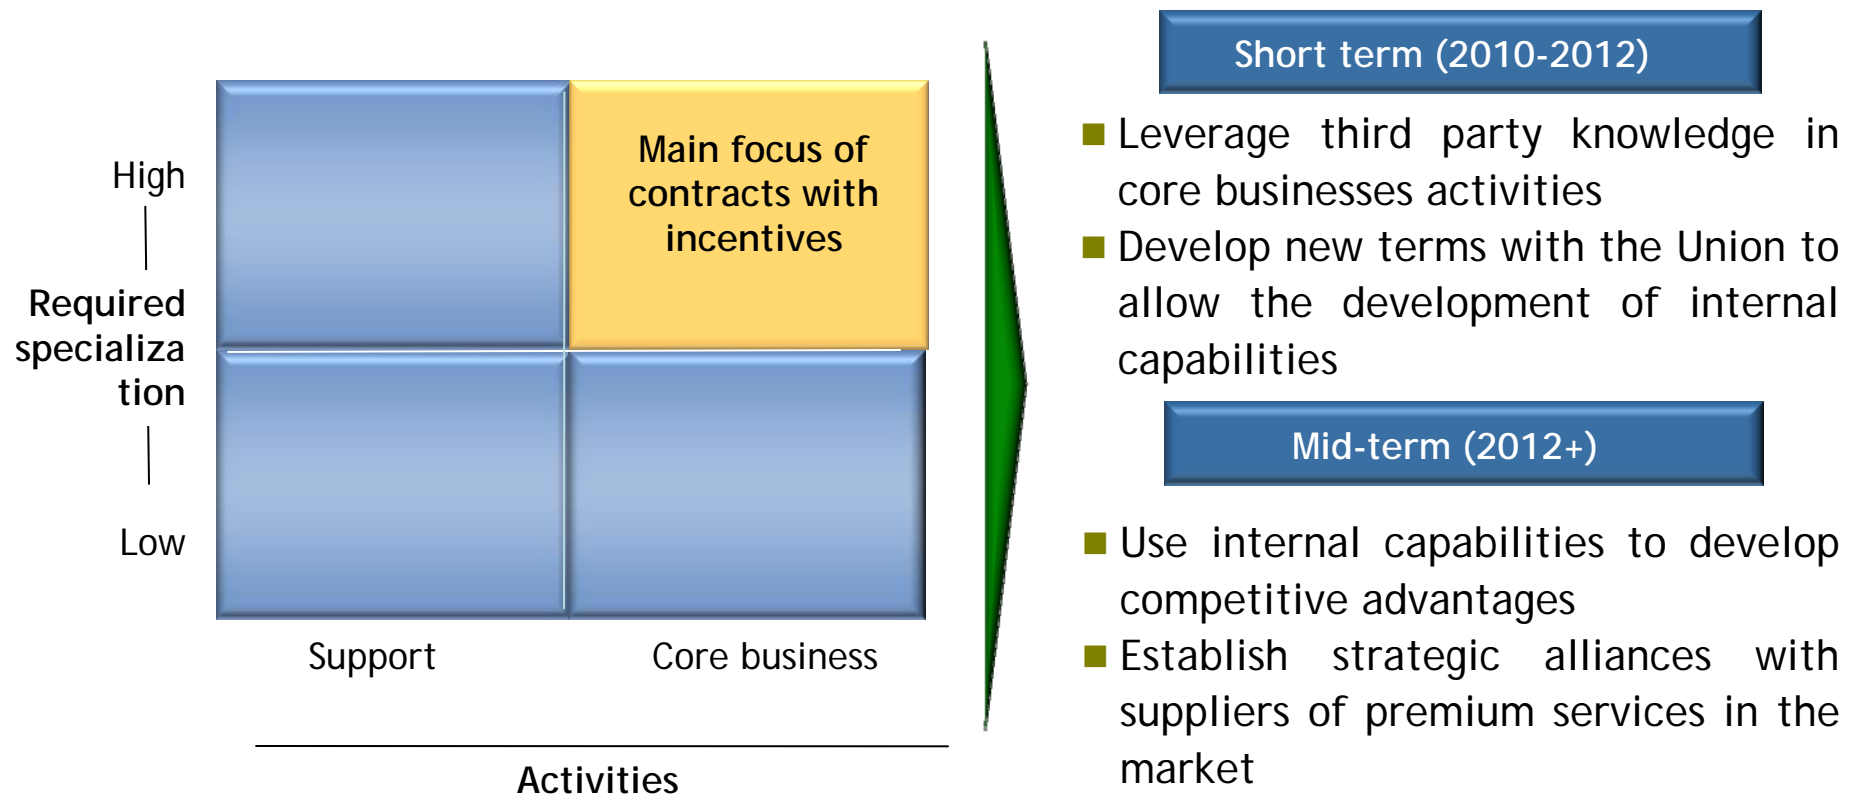 High
Required
specializa
tion
Low
Main focus of
contracts with
incentives
Support
Core business
Activities
Short term (2010-2012)
Leverage third party knowledge in
core businesses activities
Develop new terms with the Union to
allow the development of internal
capabilities
Mid-term (2012+)
Use internal capabilities to develop
competitive advantages
Establish strategic alliances with
suppliers of premium services in the
market